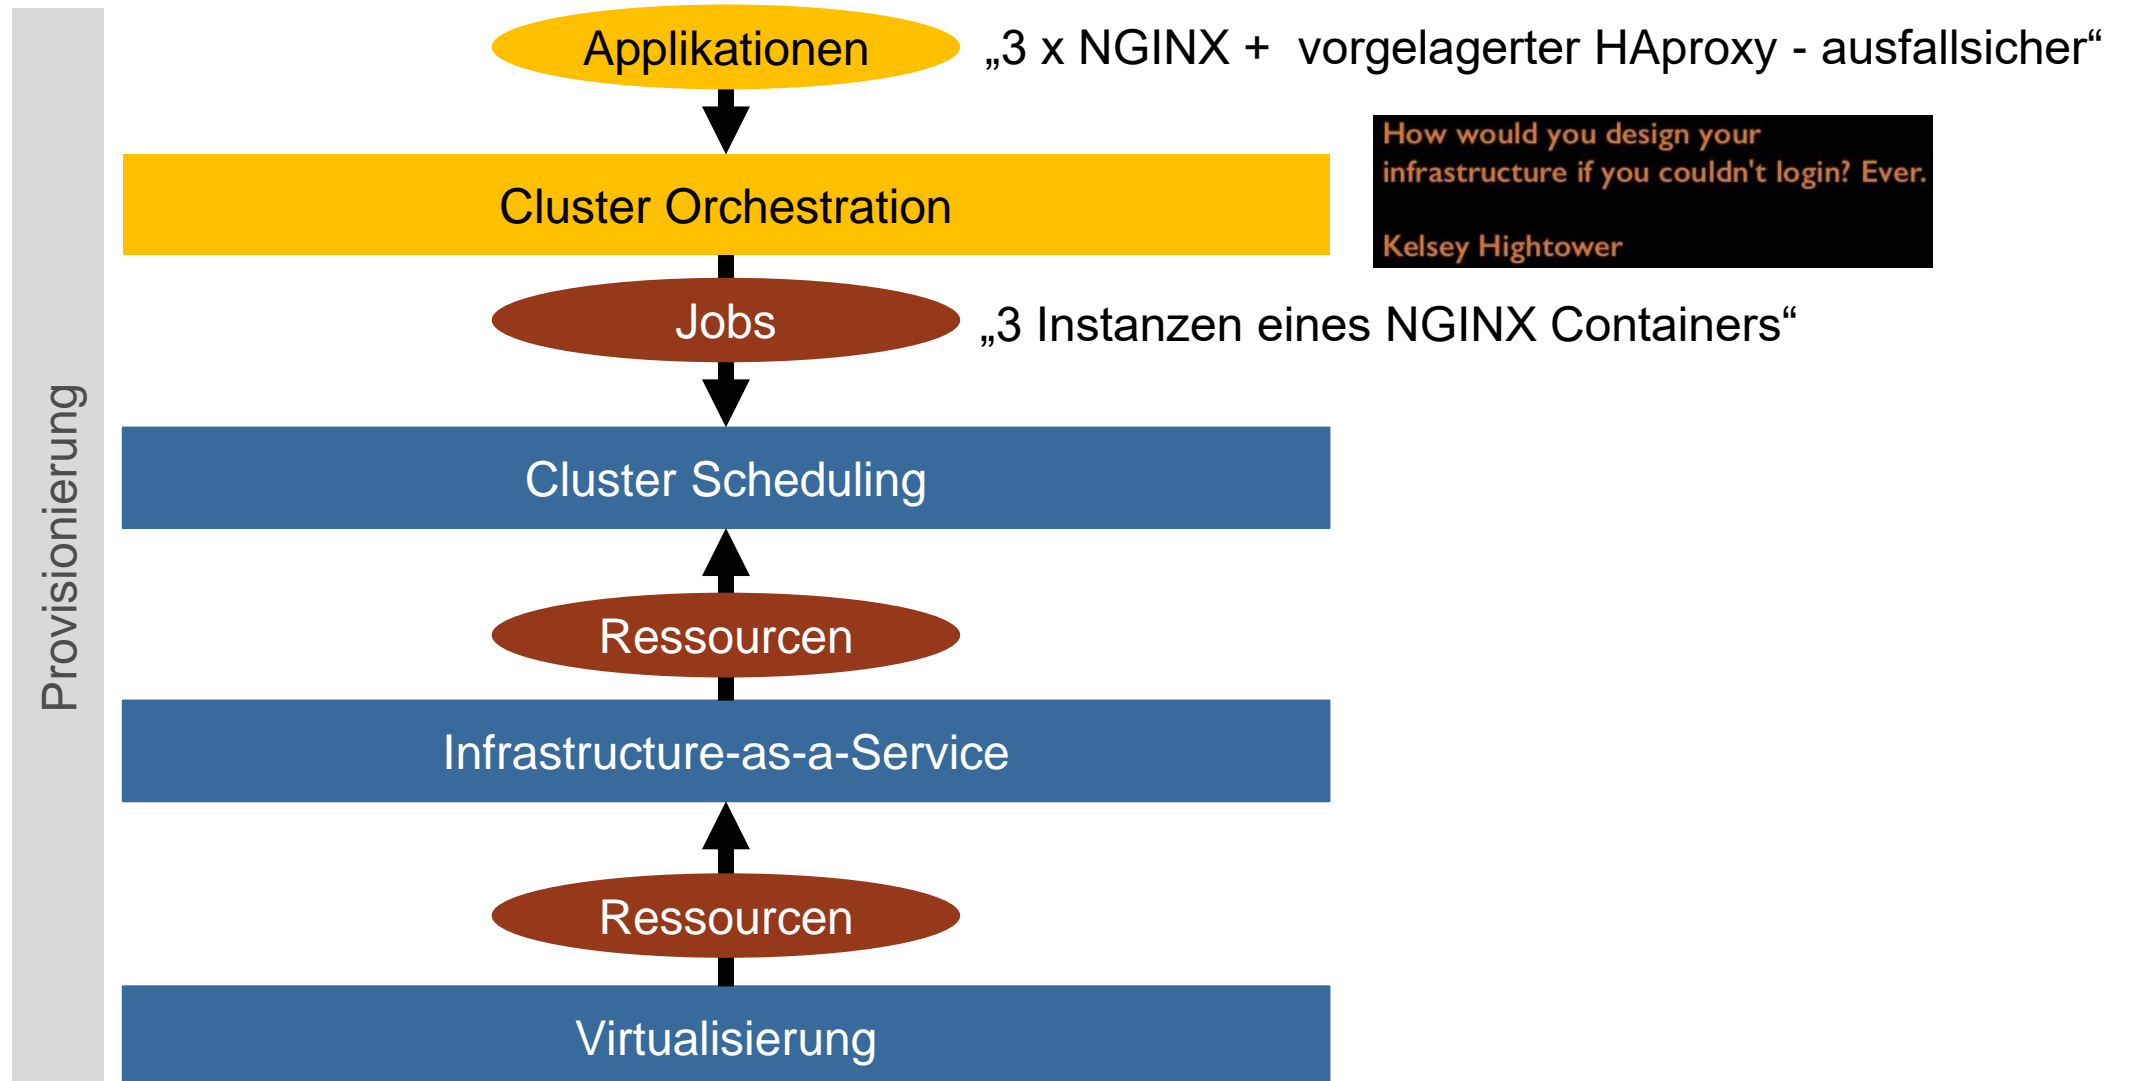 Applikationen
„3 x NGINX +  vorgelagerter HAproxy - ausfallsicher“
How would you design your
infrastructure if you couldn't login? Ever.
Kelsey Hightower
Cluster Orchestration
Jobs
„3 Instanzen eines NGINX Containers“
Cluster Scheduling
Provisionierung
Ressourcen
Infrastructure-as-a-Service
Ressourcen
Virtualisierung